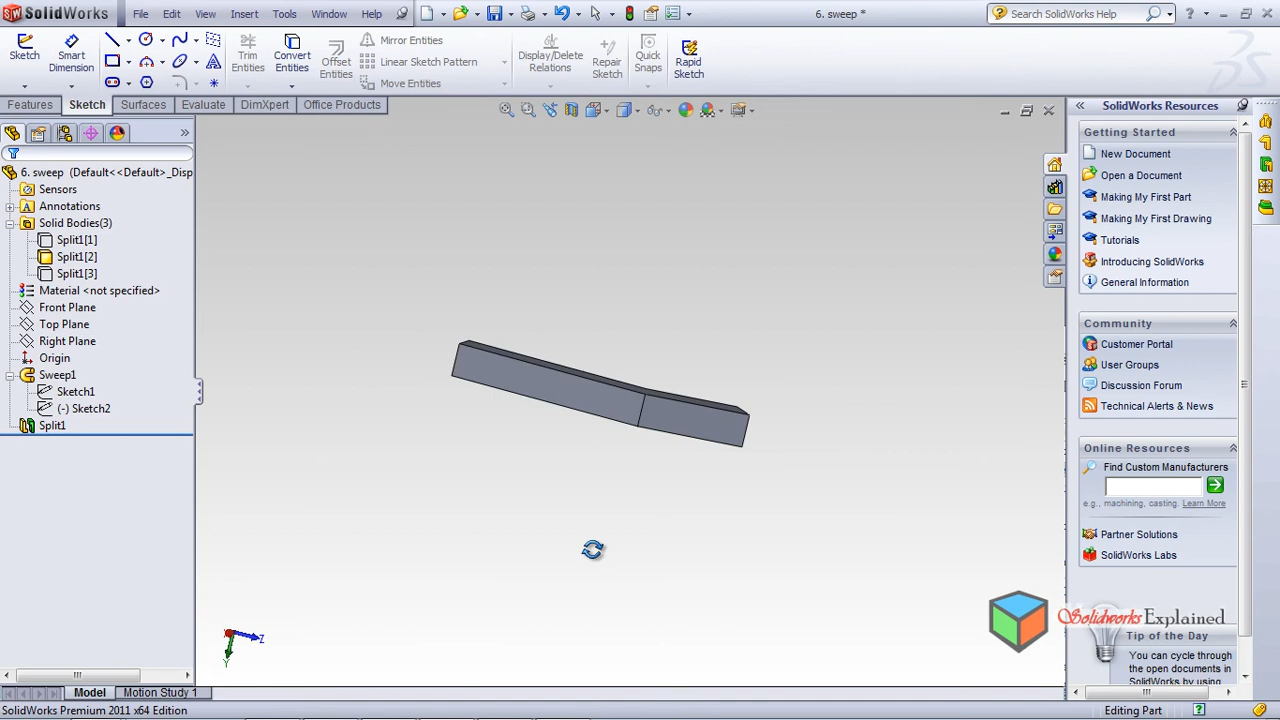 SolidWorks File Edit View Insert Tools Window Help 6. sweep * Search SolidWorks Help
Sketch Smart Dimension Trim Entities Convert Entities Offset Entities Mirror Entities Linear Sketch Pattern Move Entities Display/Delete Relations Repair Sketch Quick Snaps Rapid Sketch
Features Sketch Surfaces Evaluate DimXpert Office Products
6. sweep (Default<<Default>_Disp
Sensors
Annotations
Solid Bodies(3)
Split1[1]
Split1[2]
Split1[3]
Material <not specified>
Front Plane
Top Plane
Right Plane
Origin
Sweep1
Sketch1
(-) Sketch2
Split1
Z
Y
SolidWorks Resources
Getting Started
New Document
Open a Document
Making My First Part
Making My First Drawing
Tutorials
Introducing SolidWorks
General Information
Community
Customer Portal
User Groups
Discussion Forum
Technical Alerts & News
Online Resources
Find Custom Manufacturers
e.g., machining, casting. Learn More
Partner Solutions
SolidWorks Labs
Solidworks Explained
Tip of the Day
You can cycle through
the open documents in
SolidWorks by using
Model Motion Study 1
SolidWorks Premium 2011 x64 Edition Editing Part